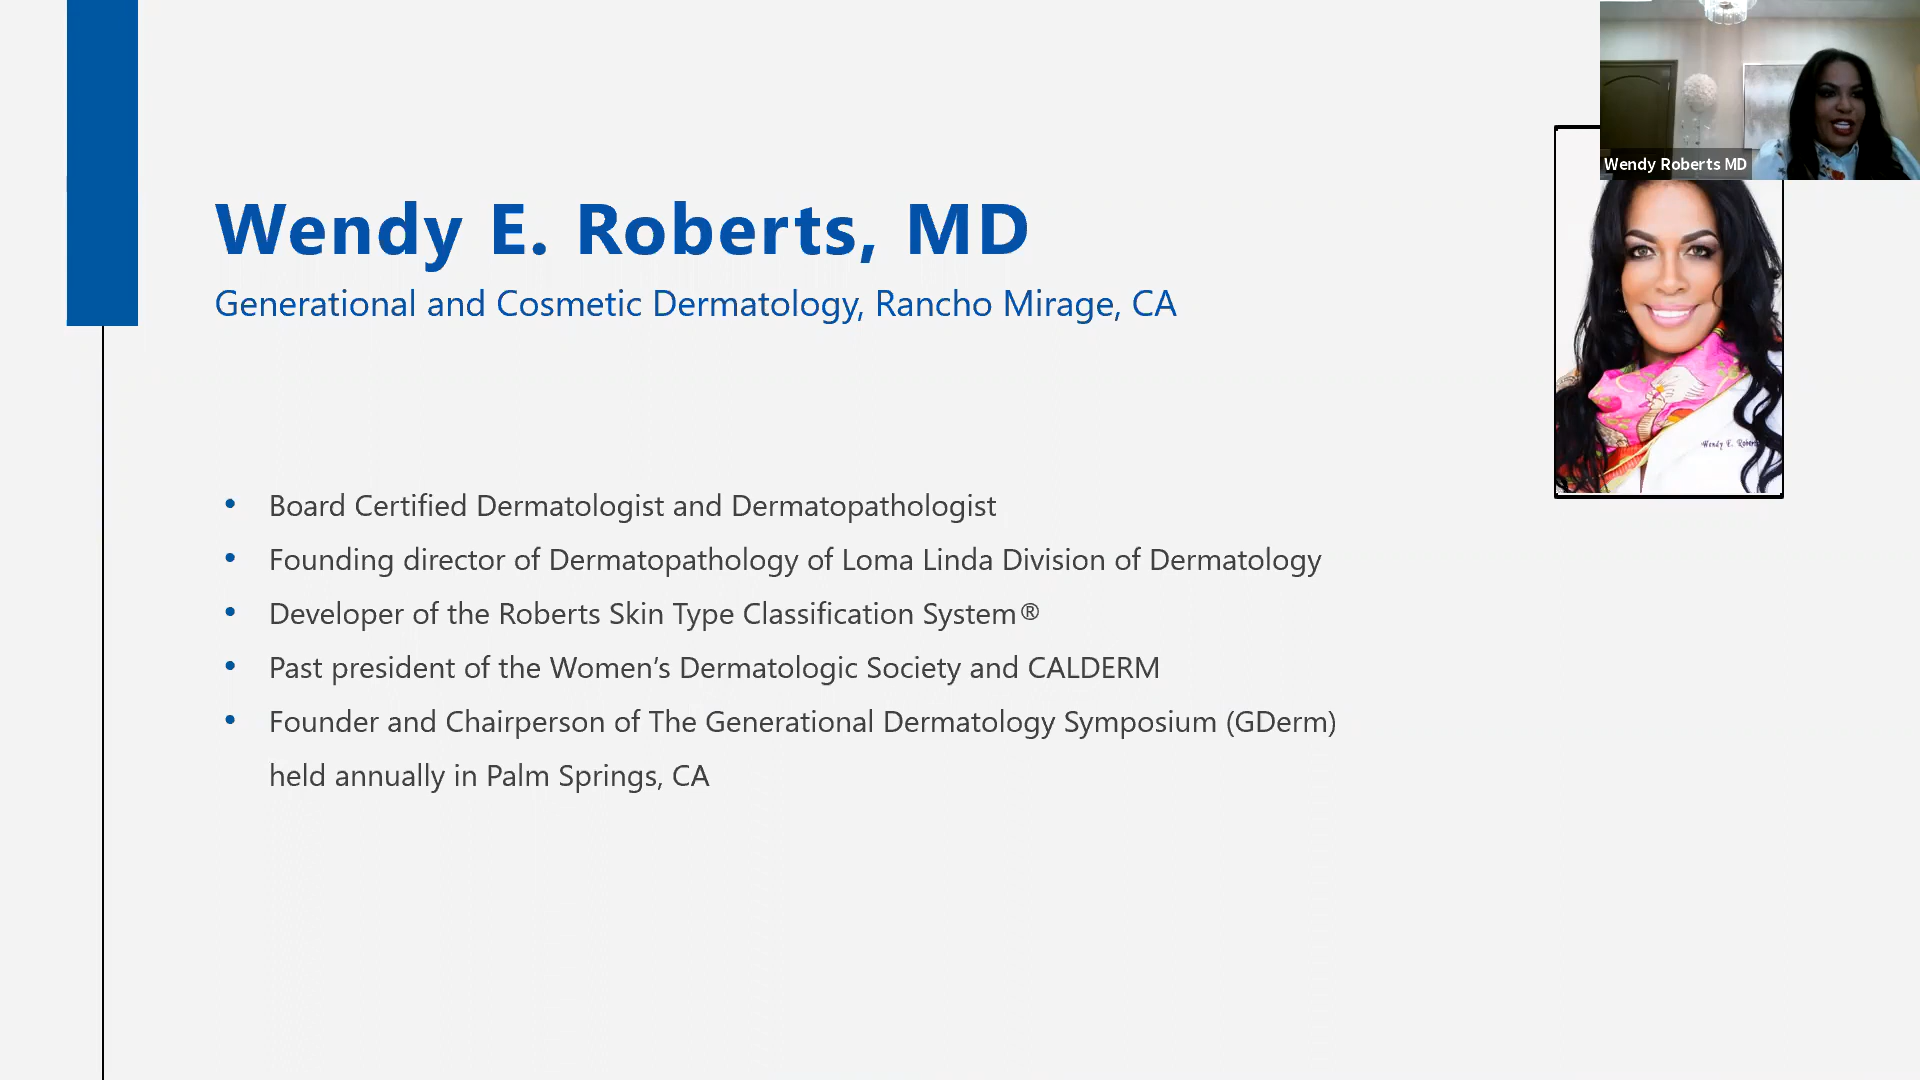 Wendy Roberts MD
Wendy E. Roberts, MD
Generational and Cosmetic Dermatology, Rancho Mirage, CA
Wendy E. Rober
• Board Certified Dermatologist and Dermatopathologist
• Founding director of Dermatopathology of Loma Linda Division of Dermatology
• Developer of the Roberts Skin Type Classification System®
• Past president of the Women’s Dermatologic Society and CALDERM
• Founder and Chairperson of The Generational Dermatology Symposium (GDerm)
held annually in Palm Springs, CA